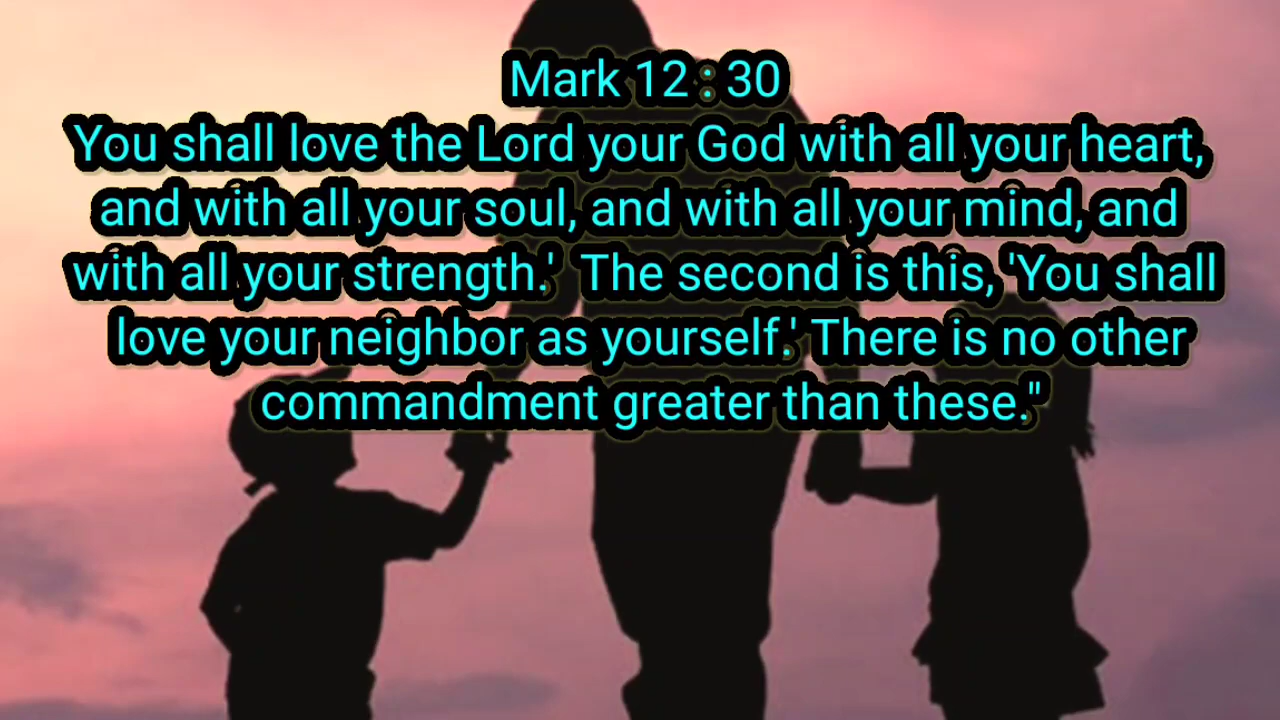 Mark 12 : 30
You shall love the Lord your God with all your heart,
and with all your soul, and with all your mind, and
with all your strength.'  The second is this, 'You shall
love your neighbor as yourself.' There is no other
commandment greater than these."